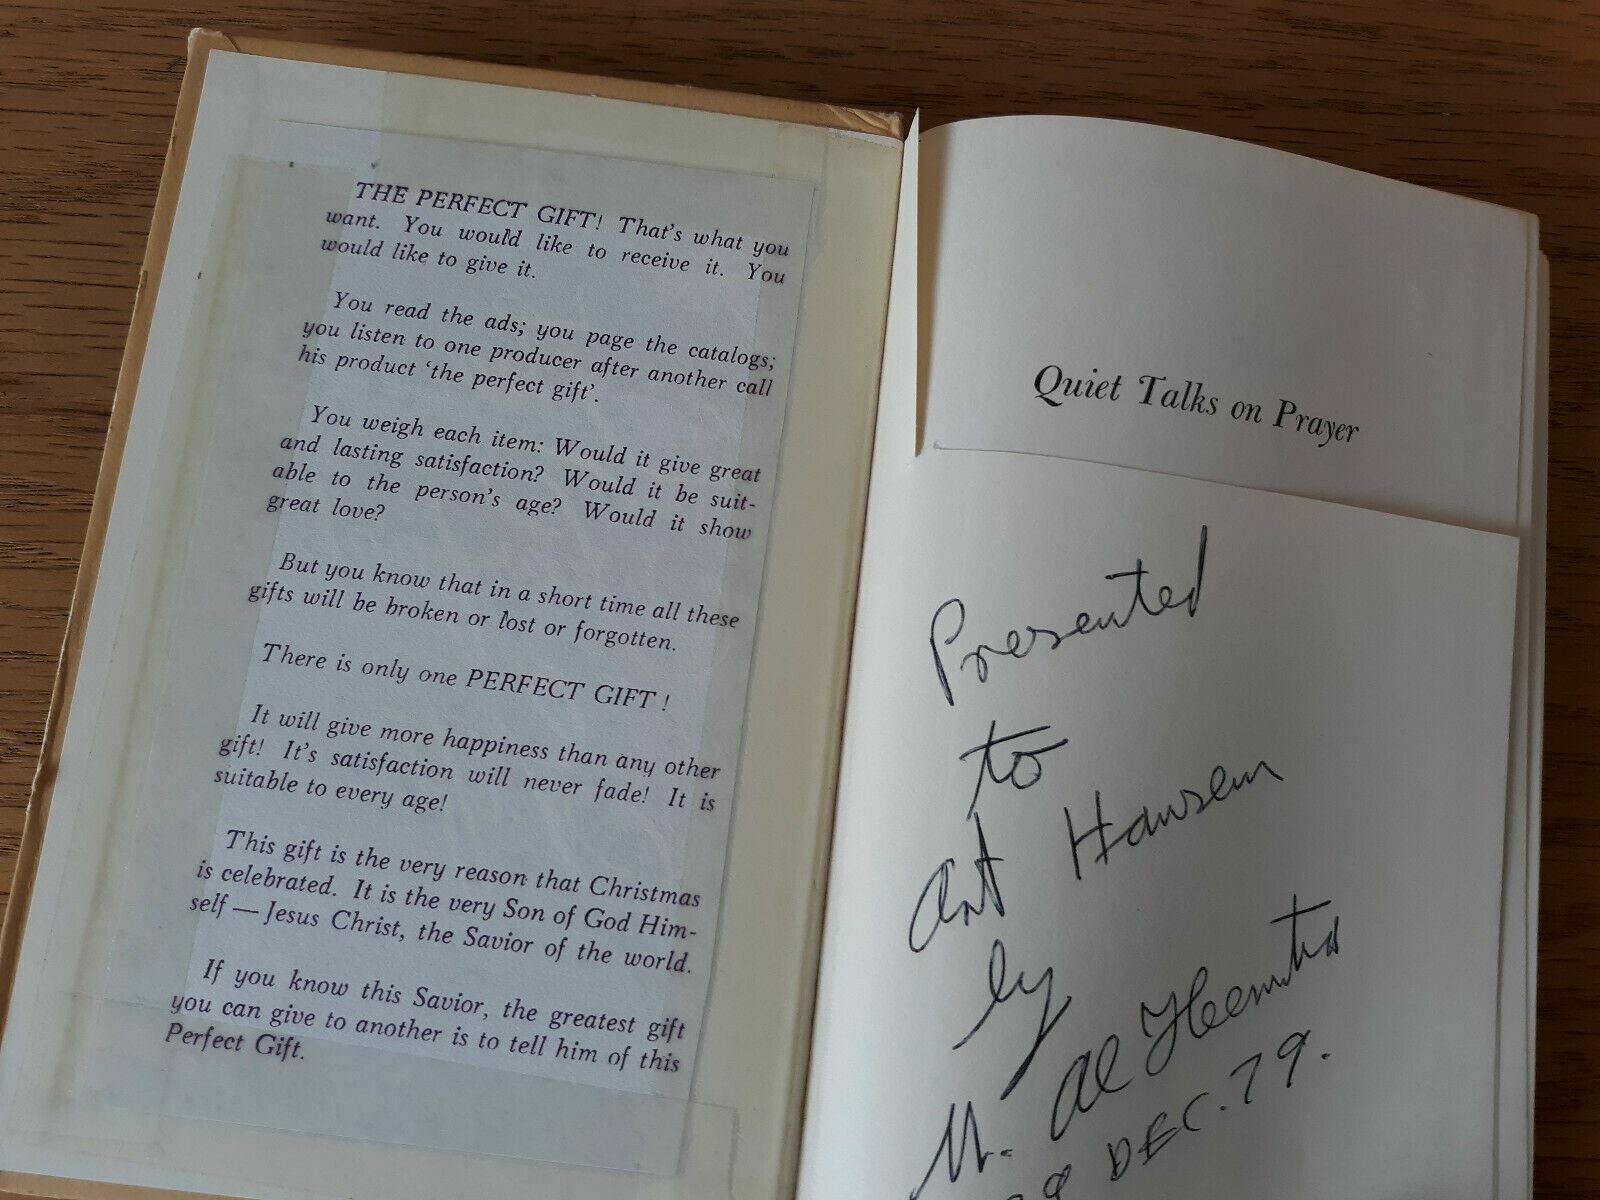 THE PERFECT GIFT! That's what you
want. You would like to receive it. You
would like to give it.
You read the ads; you page the catalogs;
you listen to one producer after another call
his product 'the perfect gift'.
You weigh each item: Would it give great
and lasting satisfaction? Would it be suit-
able to the person's age? Would it show
great love?
But you know that in a short time all these
gifts will be broken or lost or forgotten.
There is only one PERFECT GIFT !
It will give more happiness than any other
gift! It's satisfaction will never fade! It is
suitable to every age!
This gift is the very reason that Christmas
is celebrated. It is the very Son of God Him-
self — Jesus Christ, the Savior of the world.
If you know this Savior, the greatest gift
you can give to another is to tell him of this
Perfect Gift.
Quiet Talks on Prayer
Presented
to
Art Hansen
by
Al Heemstra
DEC. 79.